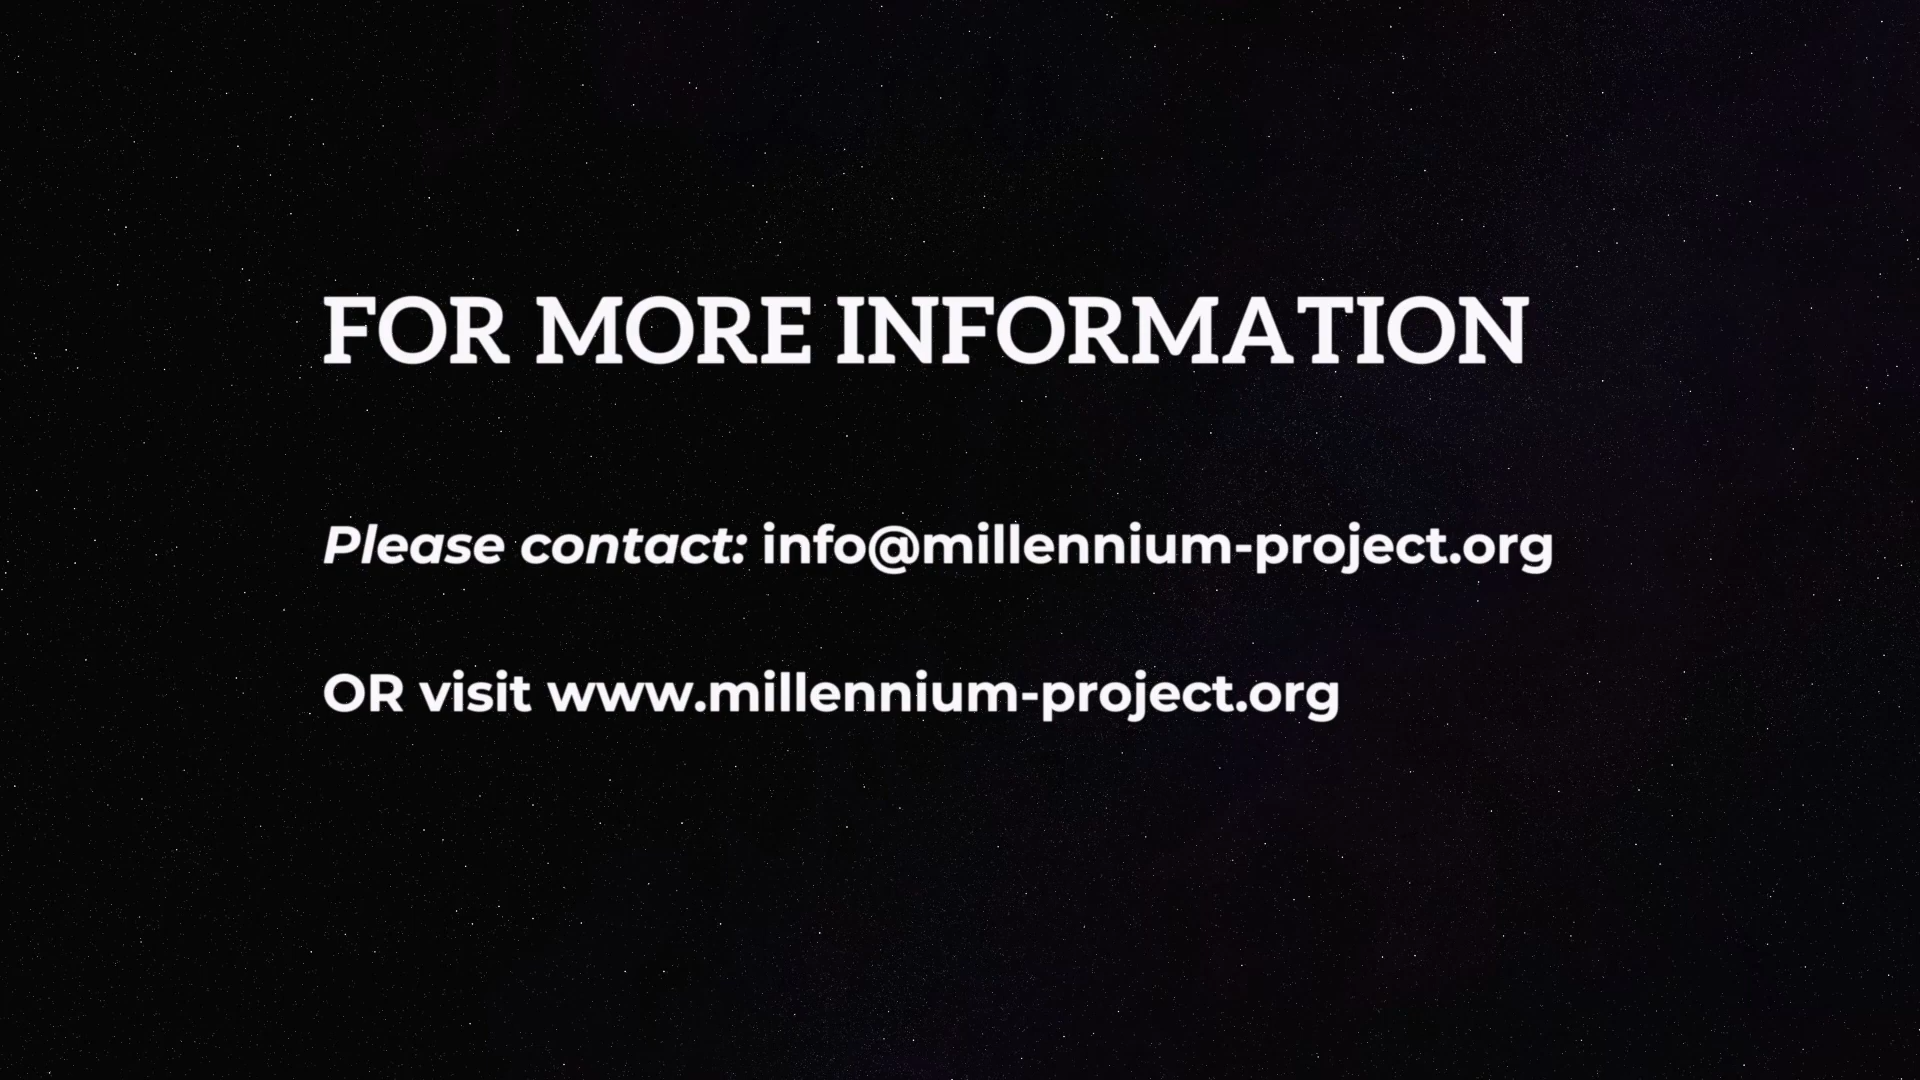 FOR MORE INFORMATION
Please contact: info@millennium-project.org
OR visit www.millennium-project.org